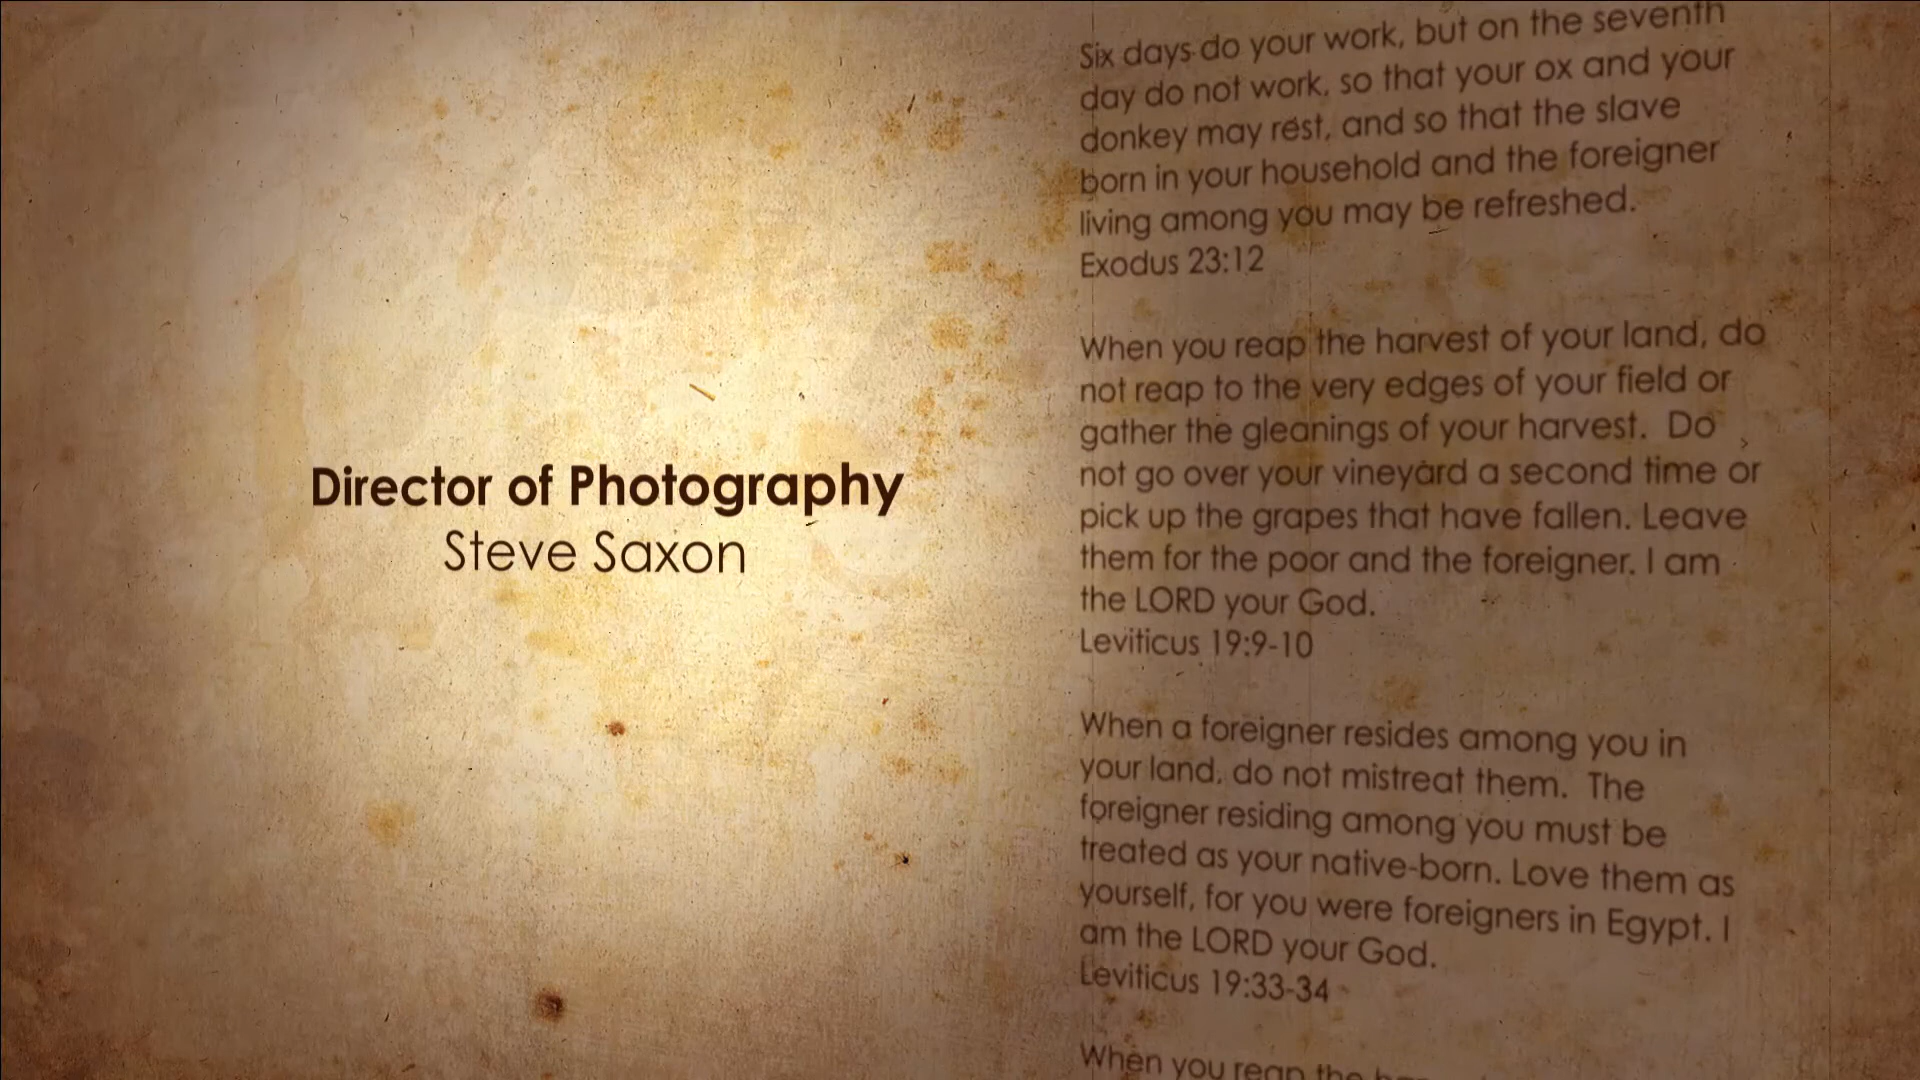 Director of Photography
Steve Saxon
Six days do your work, but on the seventh
day do not work, so that your ox and your
donkey may rest, and so that the slave
born in your household and the foreigner
living among you may be refreshed.
Exodus 23:12
When you reap the harvest of your land, do
not reap to the very edges of your field or
gather the gleanings of your harvest.  Do
not go over your vineyard a second time or
pick up the grapes that have fallen. Leave
them for the poor and the foreigner. I am
the LORD your God.
Leviticus 19:9-10
When a foreigner resides among you in
your land, do not mistreat them.  The
foreigner residing among you must be
treated as your native-born. Love them as
yourself, for you were foreigners in Egypt. I
am the LORD your God.
Leviticus 19:33-34
When you reap the